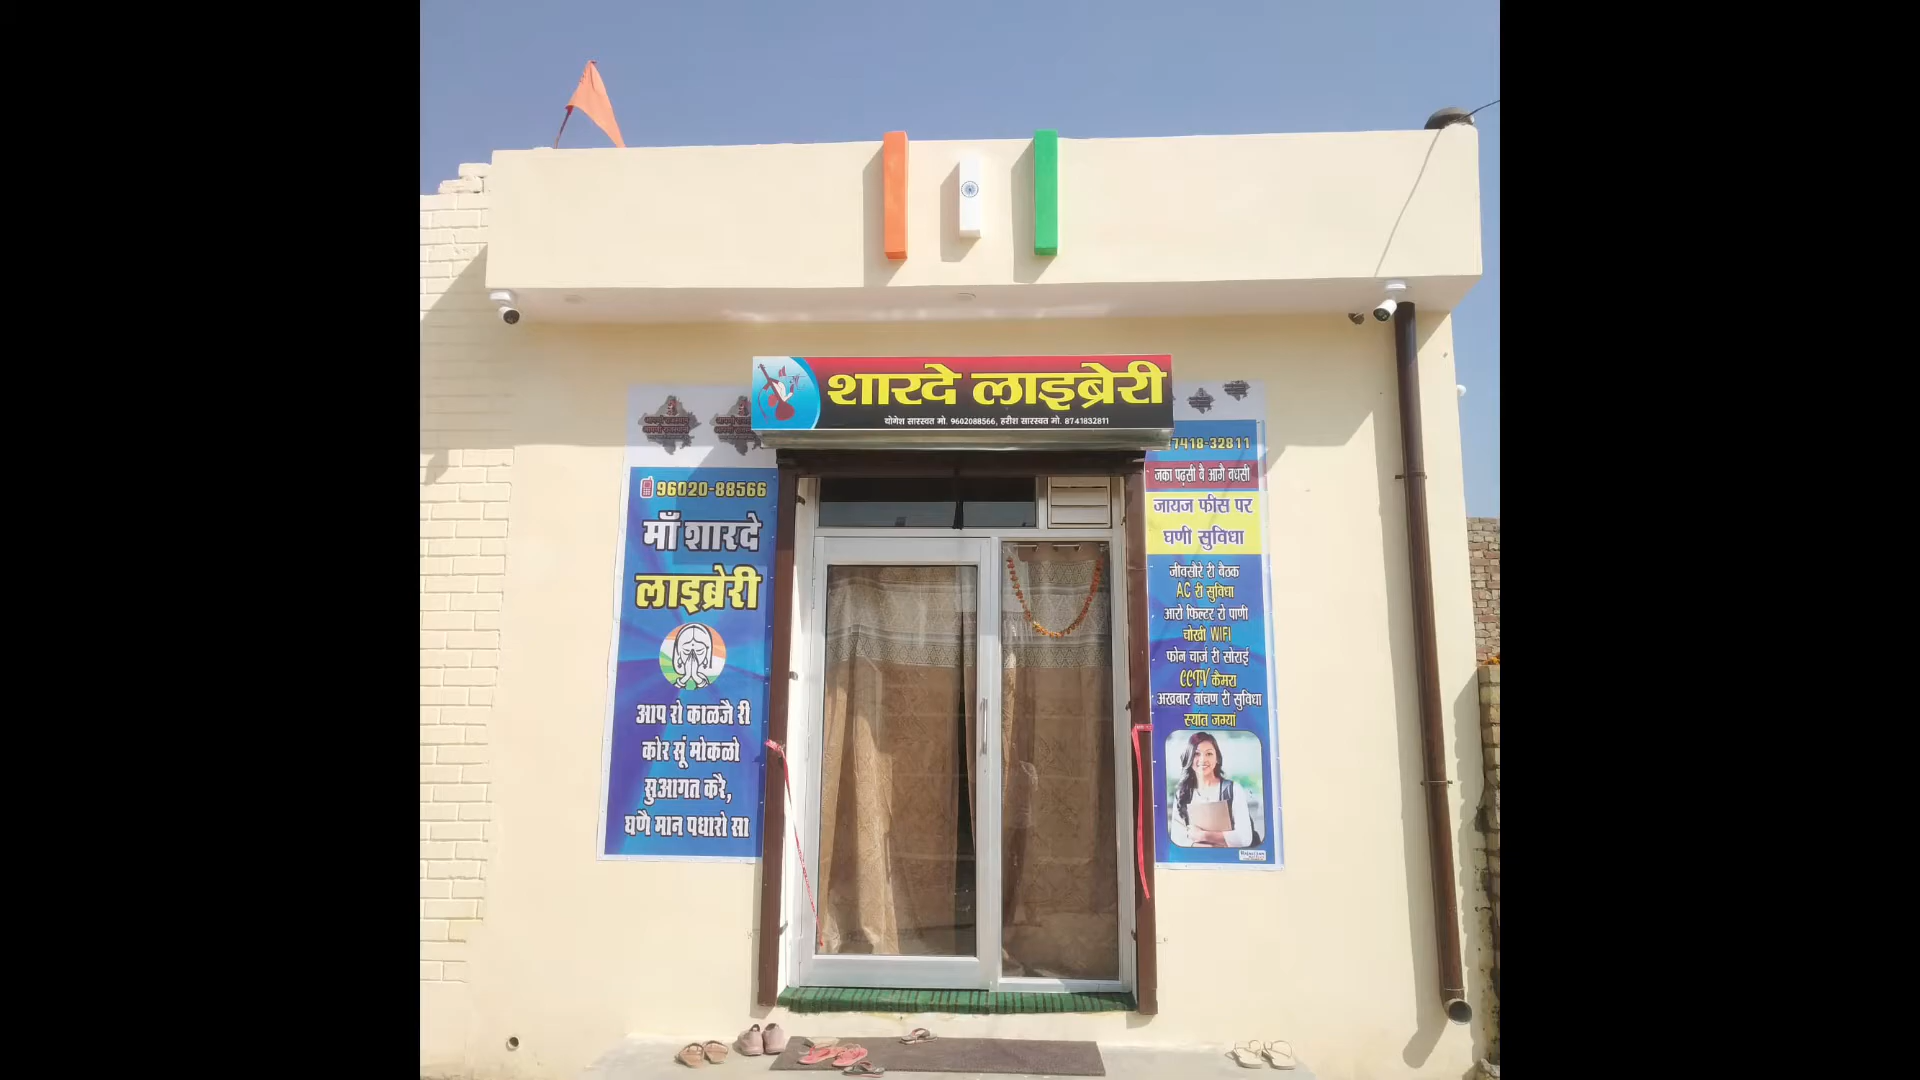 शारदे लाइब्रेरी
योगेश सारस्वत मो. 9602088566, हरीश सारस्वत मो. 8741832811
96020-88566
माँ शारदे
लाइब्रेरी
आप रो काळजै री
कोर सूं मोकळो
सुआगत करै,
घणै मान पधारो सा
7418-32811
जका पढ़सी वै आगै बधसी
जायज फीस पर
घणी सुविधा
जीवसौरे री बैठक
AC री सुविधा
आरो फिल्टर रो पाणी
चोखी WIFI
फोन चार्ज री सोराई
CCTV कैमरा
अखबार बांचण री सुविधा
स्यांत जग्यां